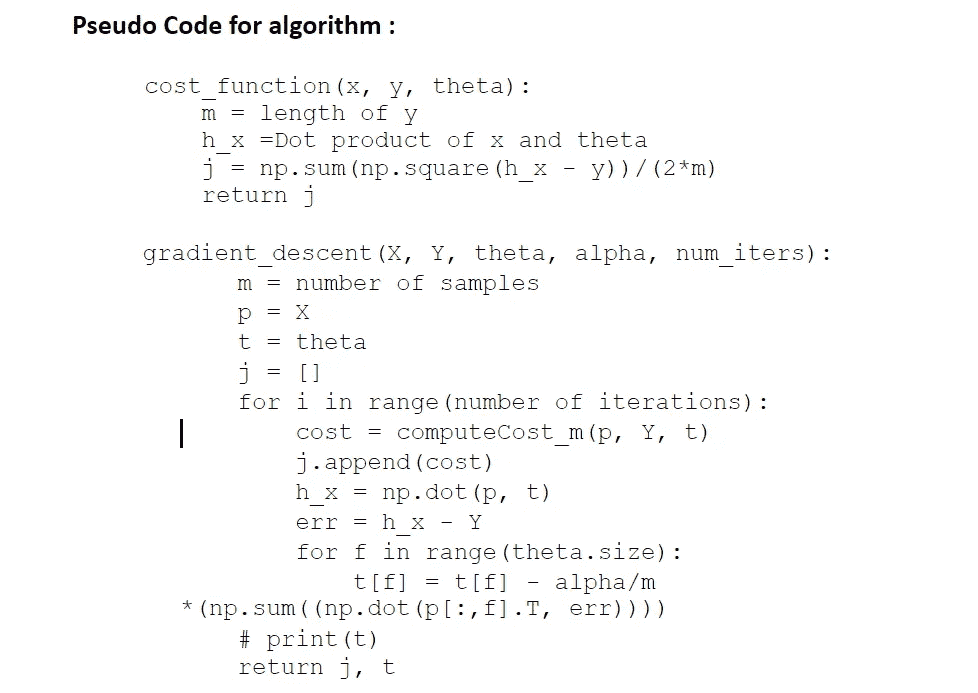 Pseudo Code for algorithm :
cost_function(x, y, theta):
m = length of y
h_x =Dot product of x and theta
j = np.sum(np.square(h_x - y))/(2*m)
return j
gradient_descent(X, Y, theta, alpha, num_iters):
m = number of samples
p = X
t = theta
j = []
for i in range(number of iterations):
cost = computeCost_m(p, Y, t)
j.append(cost)
h_x = np.dot(p, t)
err = h_x - Y
for f in range(theta.size):
t[f] = t[f] - alpha/m
*(np.sum((np.dot(p[:,f].T, err))))
# print(t)
return j, t